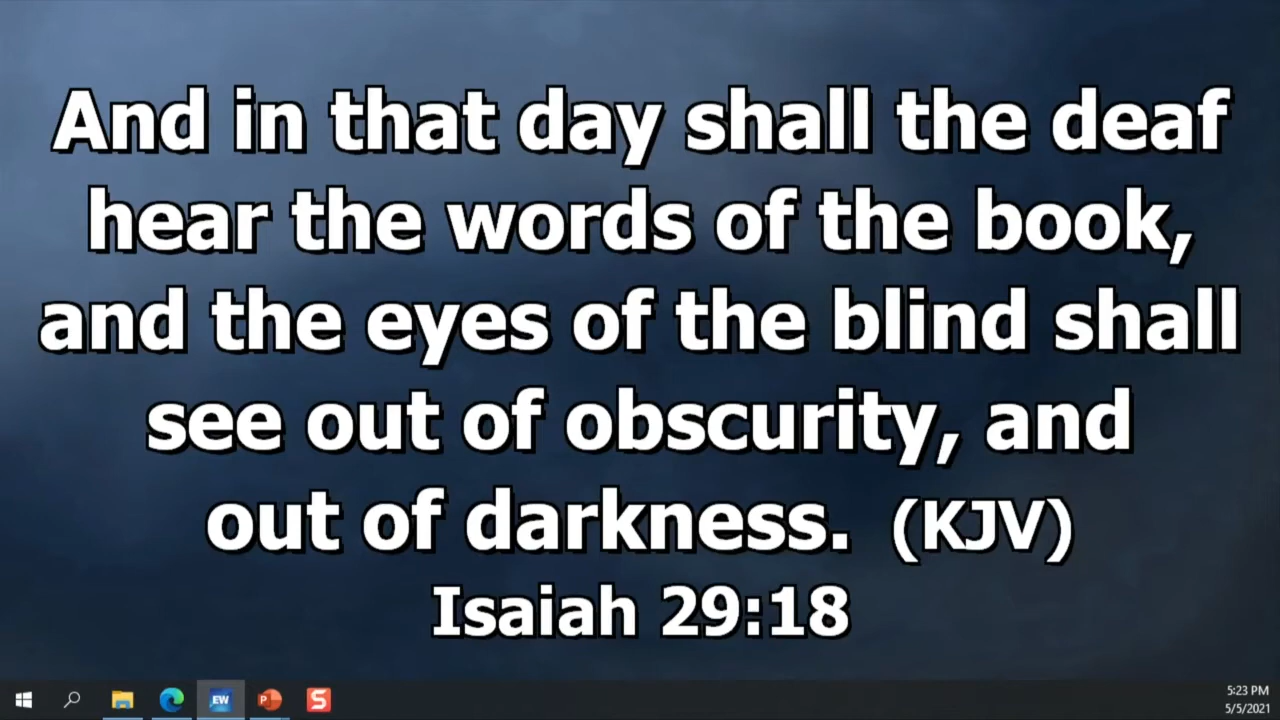 And in that day shall the deaf
hear the words of the book,
and the eyes of the blind shall
see out of obscurity, and
out of darkness. (KJV)
Isaiah 29:18
EW
P
S
5:23 PM
5/5/2021